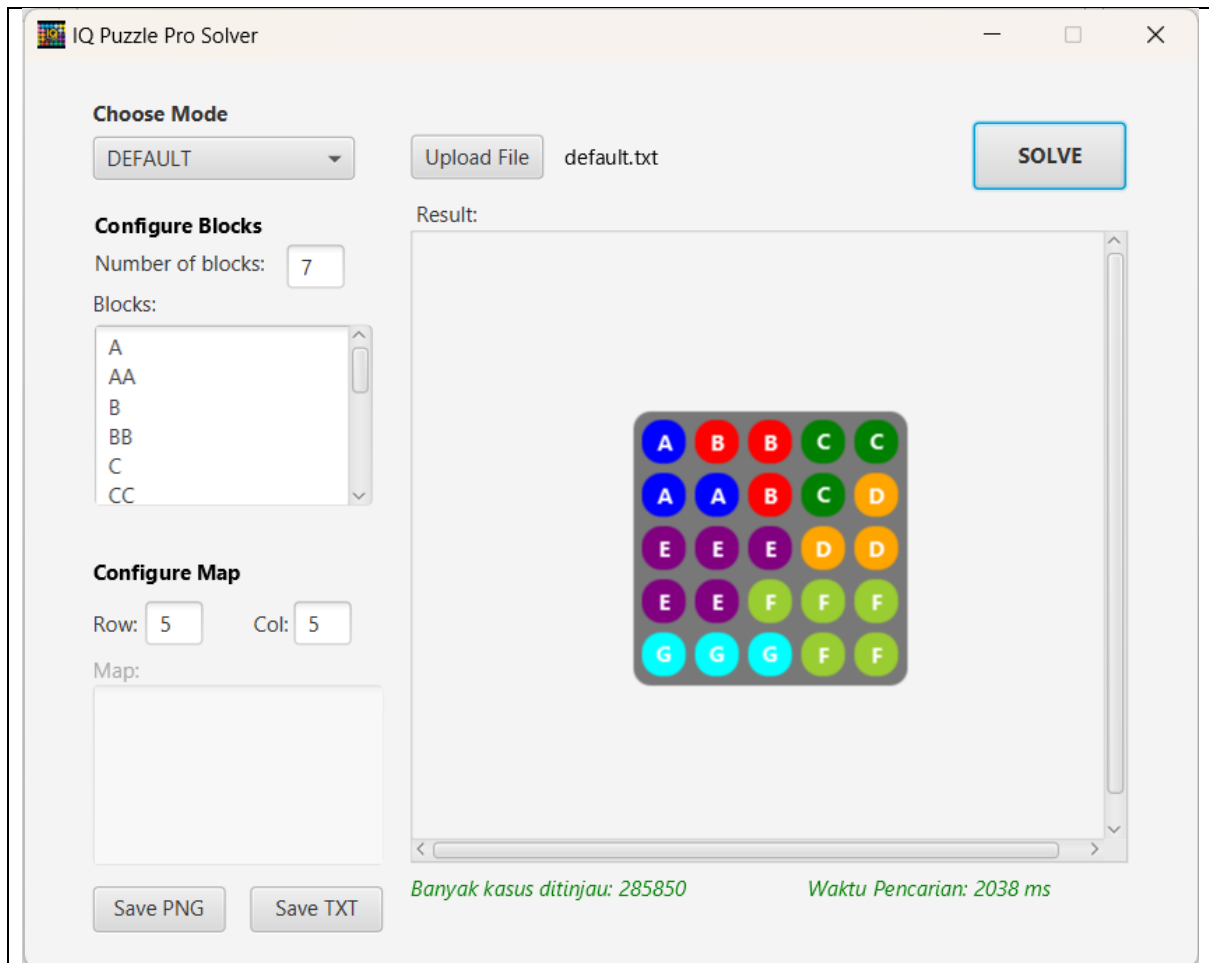 IQ Puzzle Pro Solver
Choose Mode
DEFAULT
Upload File default.txt
SOLVE
Configure Blocks
Number of blocks: 7
Blocks:
A
AA
B
BB
C
CC
Configure Map
Row: 5 Col: 5
Map:
Save PNG Save TXT
Result:
A B B C C
A A B C D
E E E D D
E E F F F
G G G F F
Banyak kasus ditinjau: 285850 Waktu Pencarian: 2038 ms